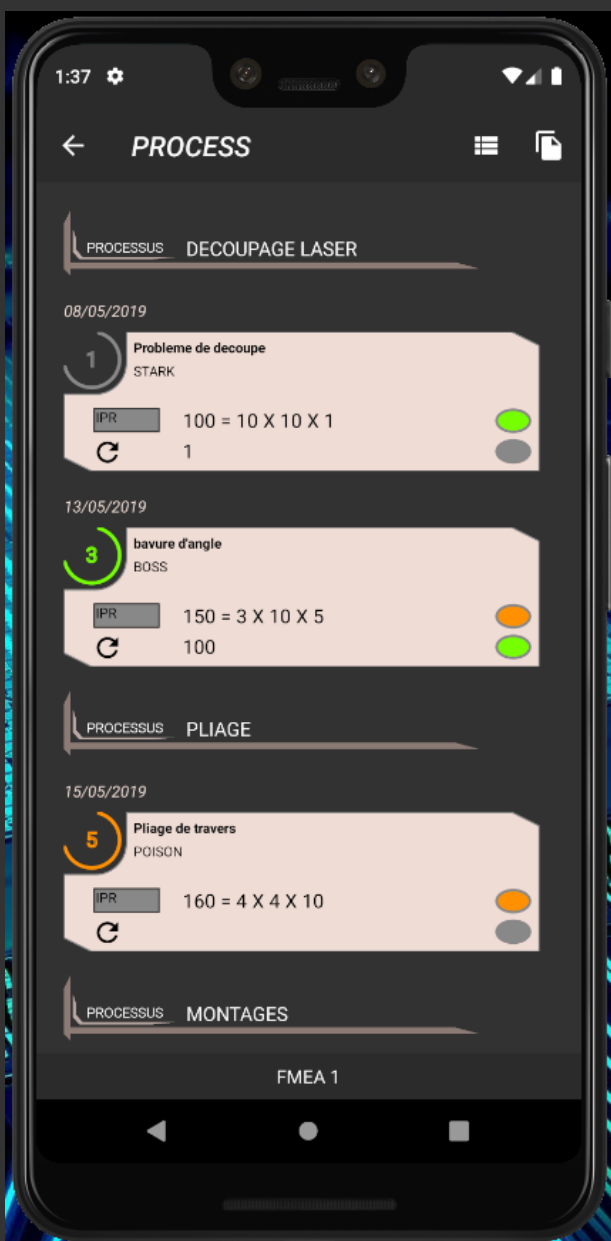 1:37
PROCESS
PROCESSUS DECOUPAGE LASER
08/05/2019
1 Probleme de decoupe
STARK
IPR 100 = 10 X 10 X 1
1
13/05/2019
3 bavure d'angle
BOSS
IPR 150 = 3 X 10 X 5
100
PROCESSUS PLIAGE
15/05/2019
5 Pliage de travers
POISON
IPR 160 = 4 X 4 X 10
PROCESSUS MONTAGES
FMEA 1